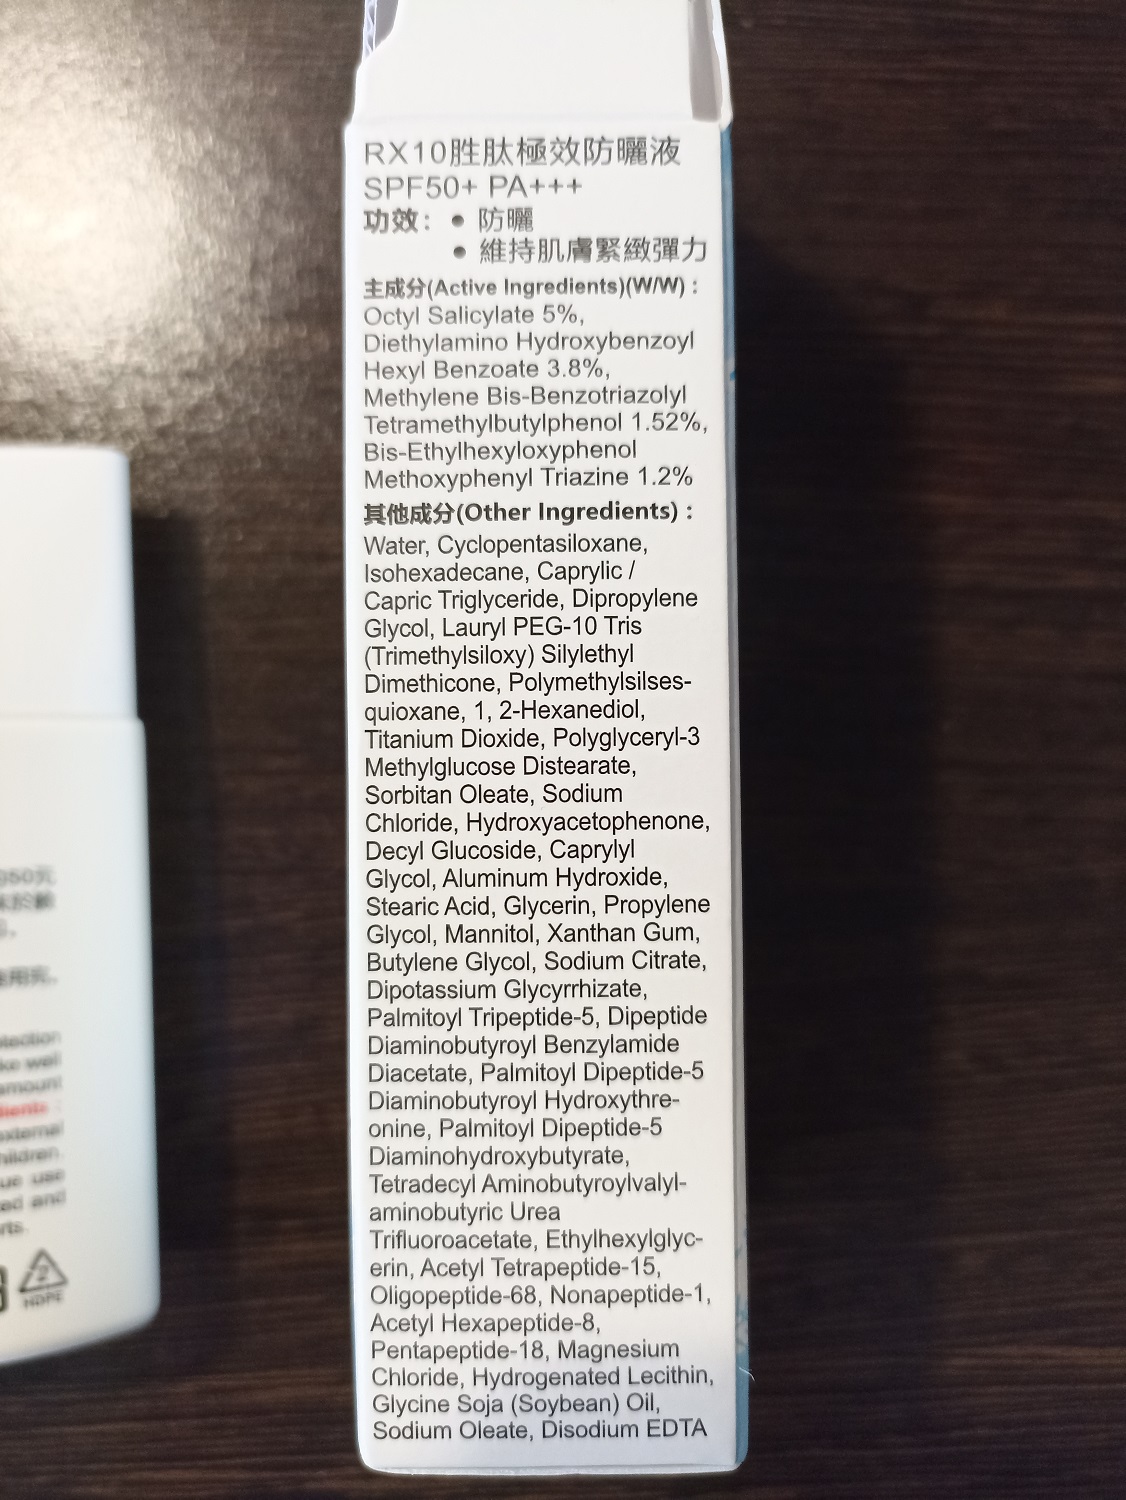 RX10胜肽極效防曬液
SPF50+ PA+++
功效： • 防曬
• 維持肌膚緊緻彈力
主成分(Active Ingredients)(W/W) :
Octyl Salicylate 5%,
Diethylamino Hydroxybenzoyl
Hexyl Benzoate 3.8%,
Methylene Bis-Benzotriazolyl
Tetramethylbutylphenol 1.52%,
Bis-Ethylhexyloxyphenol
Methoxyphenyl Triazine 1.2%
其他成分(Other Ingredients) :
Water, Cyclopentasiloxane,
Isohexadecane, Caprylic /
Capric Triglyceride, Dipropylene
Glycol, Lauryl PEG-10 Tris
(Trimethylsiloxy) Silylethyl
Dimethicone, Polymethylsilses-
quioxane, 1, 2-Hexanediol,
Titanium Dioxide, Polyglyceryl-3
Methylglucose Distearate,
Sorbitan Oleate, Sodium
Chloride, Hydroxyacetophenone,
Decyl Glucoside, Caprylyl
Glycol, Aluminum Hydroxide,
Stearic Acid, Glycerin, Propylene
Glycol, Mannitol, Xanthan Gum,
Butylene Glycol, Sodium Citrate,
Dipotassium Glycyrrhizate,
Palmitoyl Tripeptide-5, Dipeptide
Diaminobutyroyl Benzylamide
Diacetate, Palmitoyl Dipeptide-5
Diaminobutyroyl Hydroxythre-
onine, Palmitoyl Dipeptide-5
Diaminohydroxybutyrate,
Tetradecyl Aminobutyroylvalyl-
aminobutyric Urea
Trifluoroacetate, Ethylhexylglyc-
erin, Acetyl Tetrapeptide-15,
Oligopeptide-68, Nonapeptide-1,
Acetyl Hexapeptide-8,
Pentapeptide-18, Magnesium
Chloride, Hydrogenated Lecithin,
Glycine Soja (Soybean) Oil,
Sodium Oleate, Disodium EDTA
well
amount
external
use
and
2
HDPE